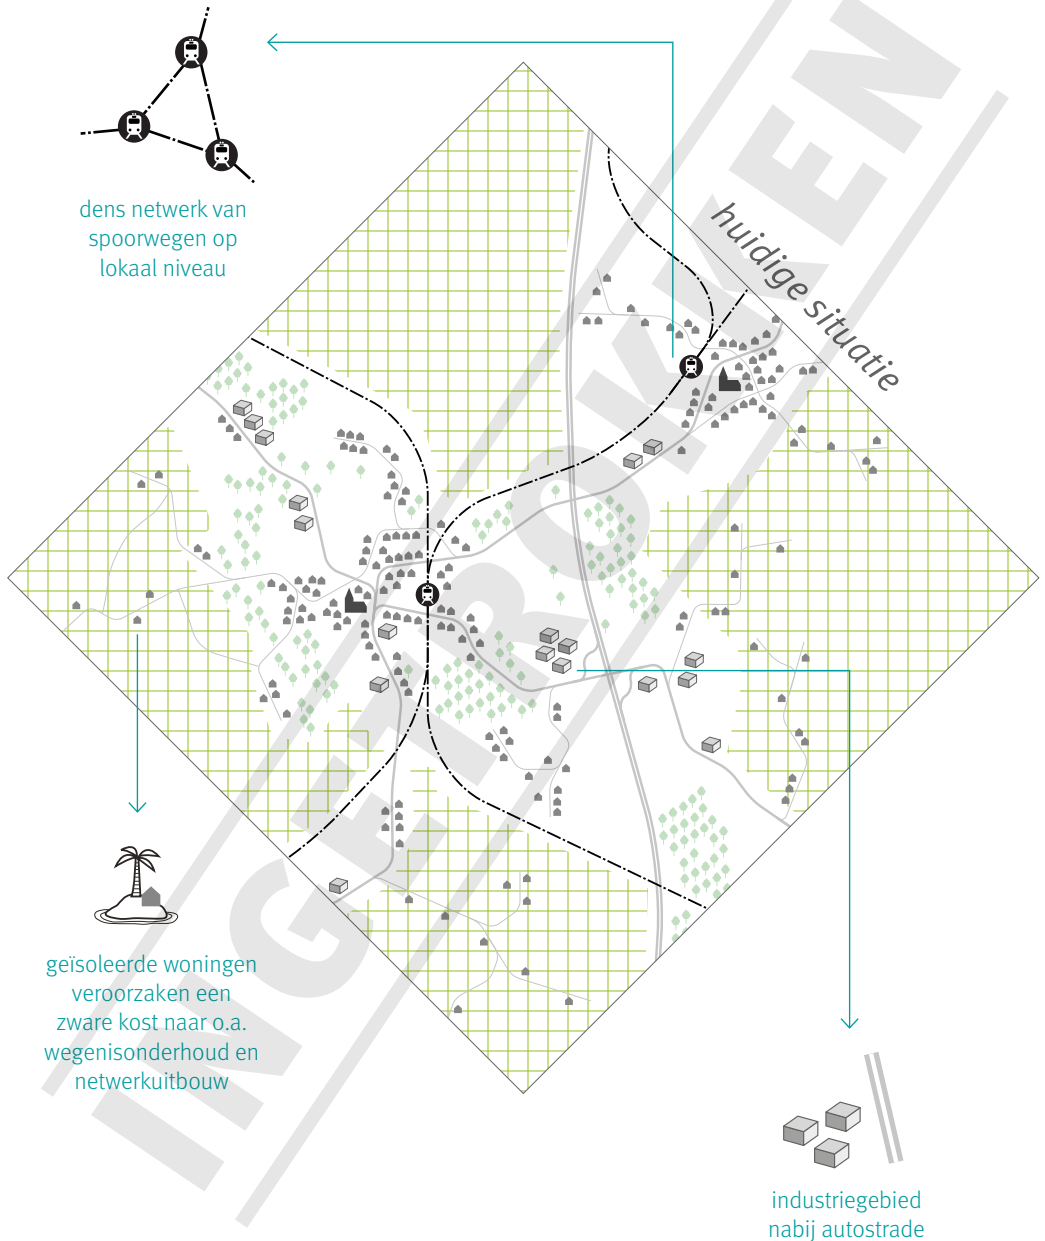 dens netwerk van
spoorwegen op
lokaal niveau
huidige situatie
INGETROKKEN
geïsoleerde woningen
veroorzaken een
zware kost naar o.a.
wegenisonderhoud en
netwerkuitbouw
industriegebied
nabij autostrade